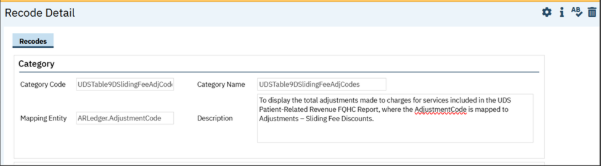 Recode Detail
Recodes
Category
Category Code UDSTable9DSlidingFeeAdjCod Category Name UDSTable9DSlidingFeeAdjCodes
Mapping Entity ARLedger.AdjustmentCode Description To display the total adjustments made to charges for services included in the UDS
Patient-Related Revenue FQHC Report, where the AdjustmentCode is mapped to
Adjustments – Sliding Fee Discounts.